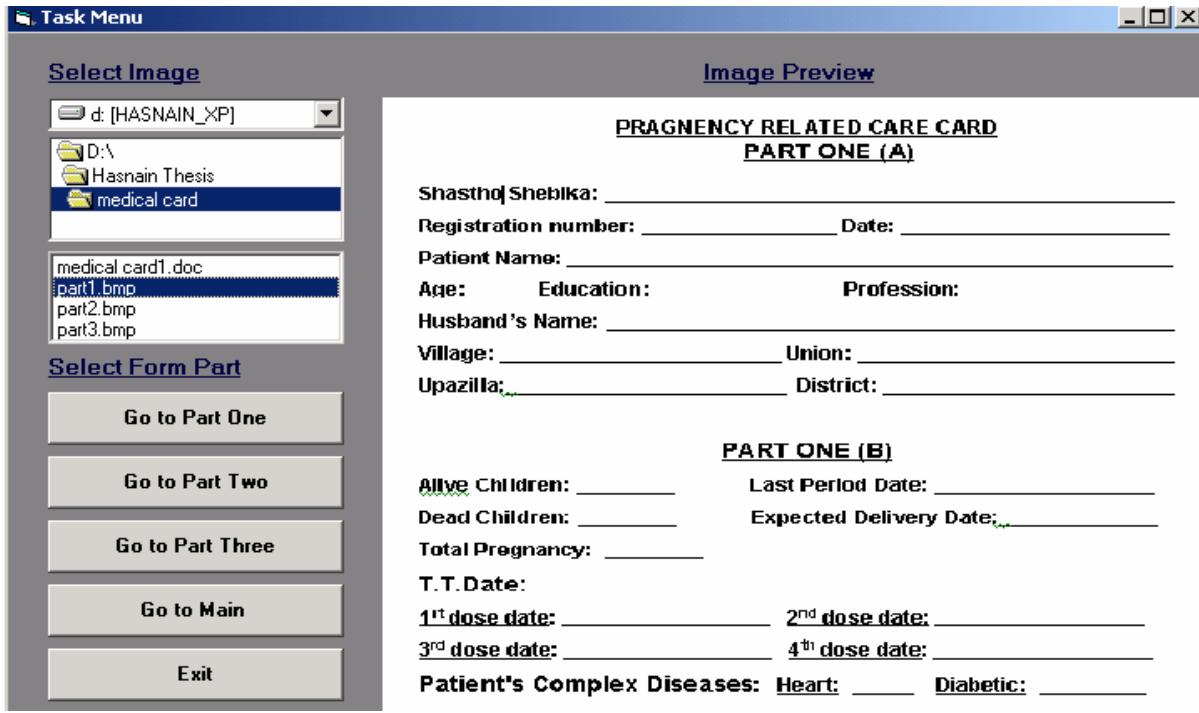 Task Menu
Select Image
d: [HASNAIN_XP]
D:\
Hasnain Thesis
medical card
medical card1.doc
part1.bmp
part2.bmp
part3.bmp
Select Form Part
Go to Part One
Go to Part Two
Go to Part Three
Go to Main
Exit
Image Preview
PRAGNENCY RELATED CARE CARD
PART ONE (A)
Shastho Shebika:
Registration number: Date:
Patient Name:
Age: Education: Profession:
Husband's Name:
Village: Union:
Upazilla: District:
PART ONE (B)
Alive Children: Last Period Date:
Dead Children: Expected Delivery Date:
Total Pregnancy:
T.T.Date:
1st dose date: 2nd dose date:
3rd dose date: 4th dose date:
Patient's Complex Diseases: Heart: Diabetic: